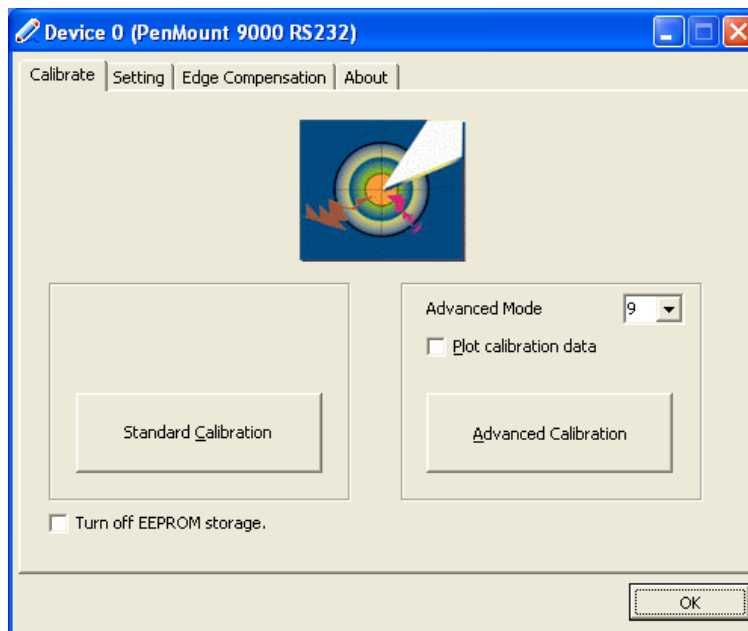 Device 0 (PenMount 9000 RS232)
Calibrate Setting Edge Compensation About
Advanced Mode 9
Plot calibration data
Standard Calibration Advanced Calibration
Turn off EEPROM storage.
OK